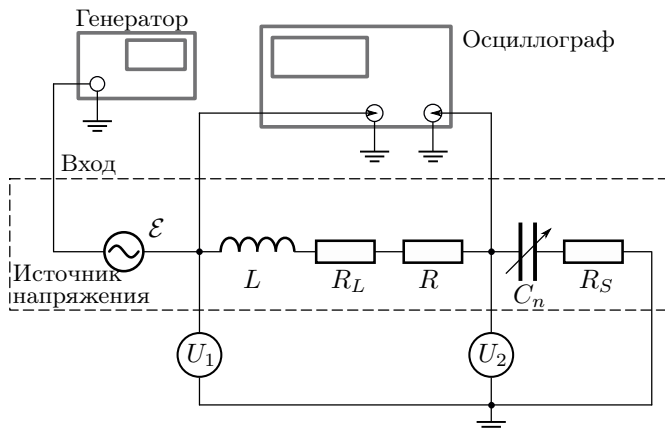 Генератор
Осциллограф
Вход
ℰ
Источник
напряжения
L
R_L
R
C_n
R_S
U_1
U_2